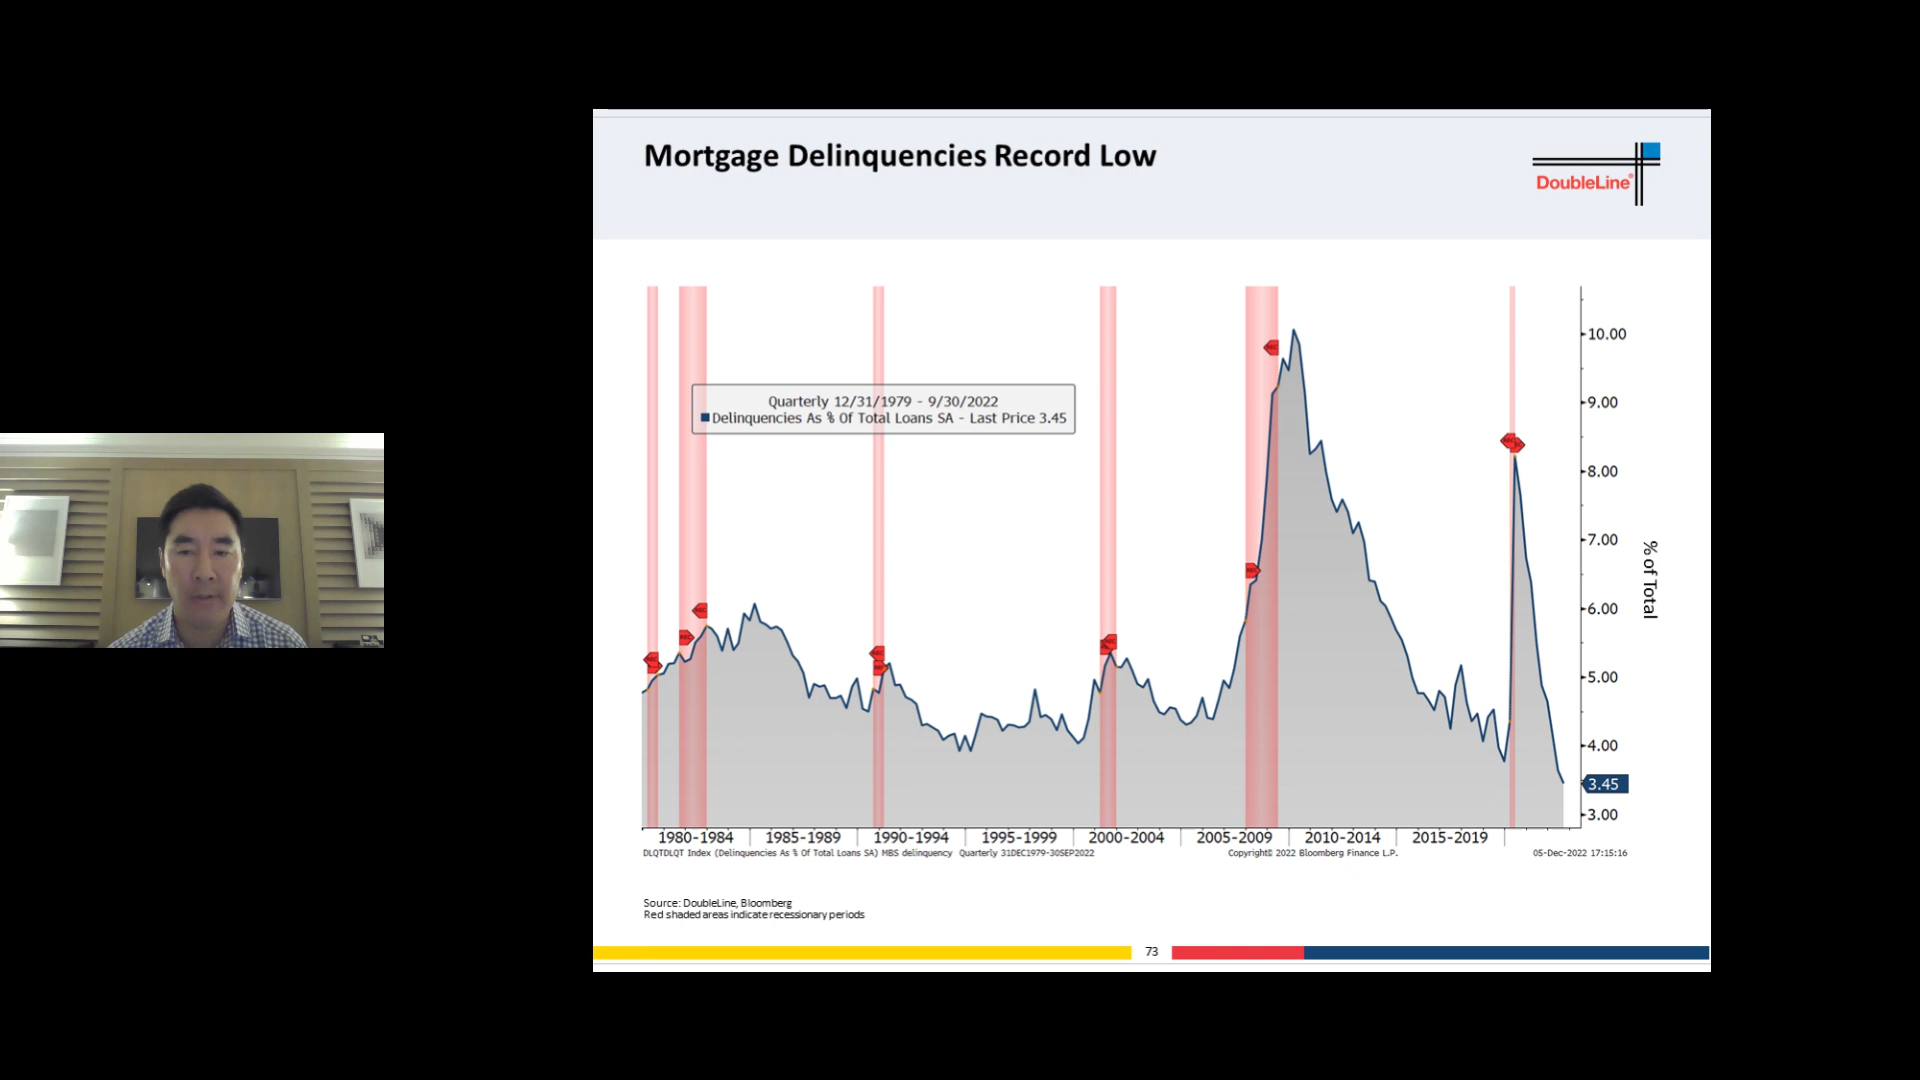 Mortgage Delinquencies Record Low
DoubleLine®
Quarterly 12/31/1979 - 9/30/2022
Delinquencies As % Of Total Loans SA - Last Price 3.45
10.00
9.00
8.00
7.00
6.00
5.00
4.00
3.45
3.00
% of Total
1980-1984 1985-1989 1990-1994 1995-1999 2000-2004 2005-2009 2010-2014 2015-2019
DLQTDLQT Index (Delinquencies As % Of Total Loans SA) MBS delinquency Quarterly 31DEC1979-30SEP2022 Copyright© 2022 Bloomberg Finance L.P. 05-Dec-2022 17:15:16
Source: DoubleLine, Bloomberg
Red shaded areas indicate recessionary periods
73